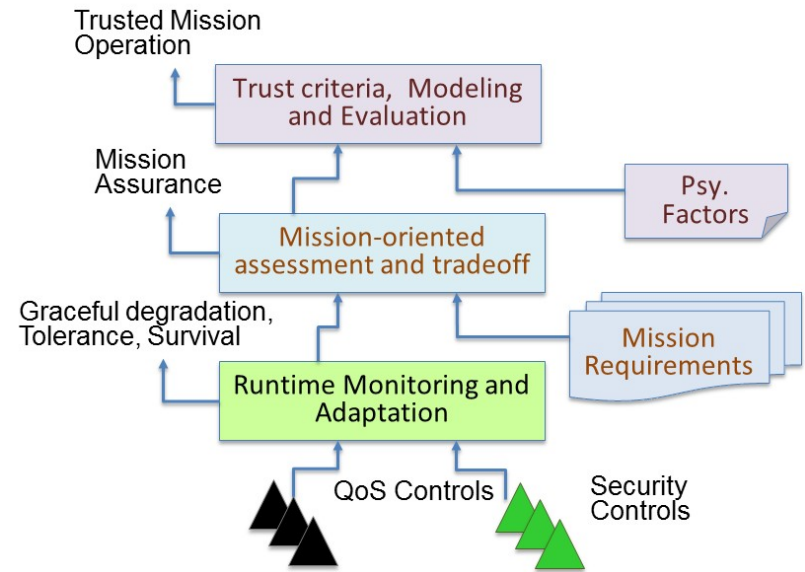 Trusted Mission
Operation
Trust criteria, Modeling
and Evaluation
Mission
Assurance
Psy.
Factors
Mission-oriented
assessment and tradeoff
Graceful degradation,
Tolerance, Survival
Mission
Requirements
Runtime Monitoring and
Adaptation
QoS Controls
Security
Controls